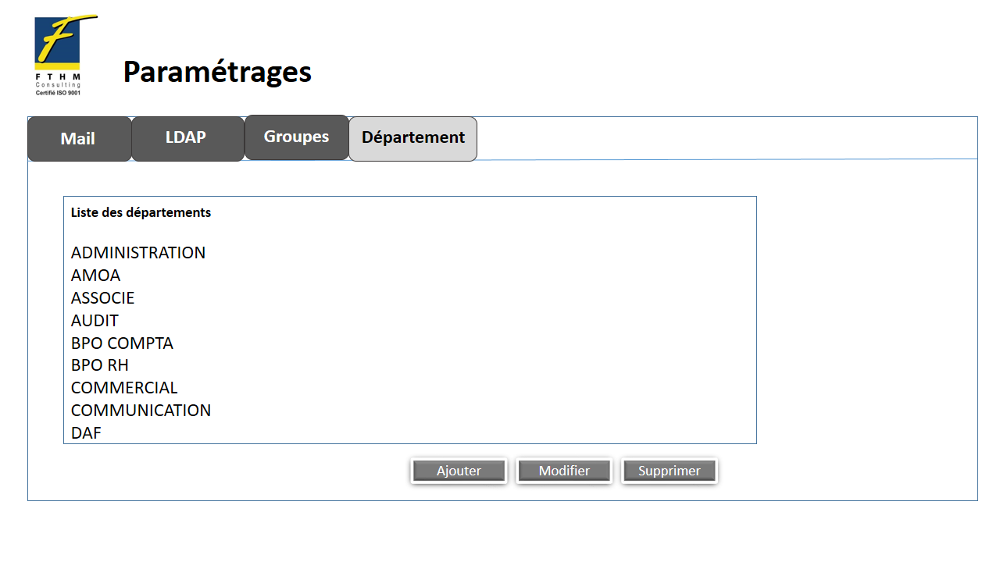 F T H M
Consulting
Certifié ISO 9001
Paramétrages
Mail LDAP Groupes Département
Liste des départements
ADMINISTRATION
AMOA
ASSOCIE
AUDIT
BPO COMPTA
BPO RH
COMMERCIAL
COMMUNICATION
DAF
Ajouter Modifier Supprimer